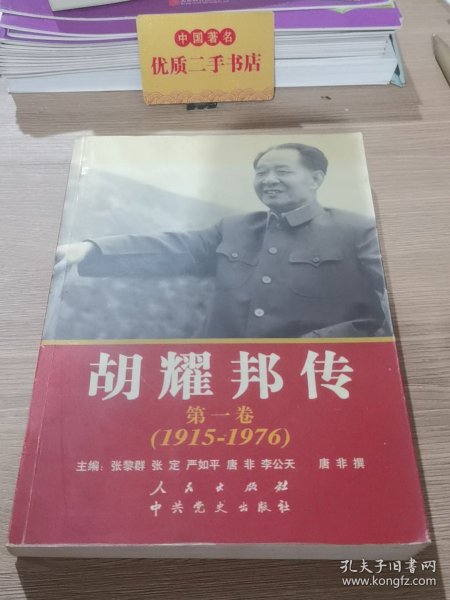 中国著名
优质二手书店
胡耀邦传
第一卷
(1915-1976)
主编：张黎群 张 定 严如平 唐 非 李公天 唐 非 撰
人民出版社
中共党史出版社
孔夫子旧书网
www.kongfz.com